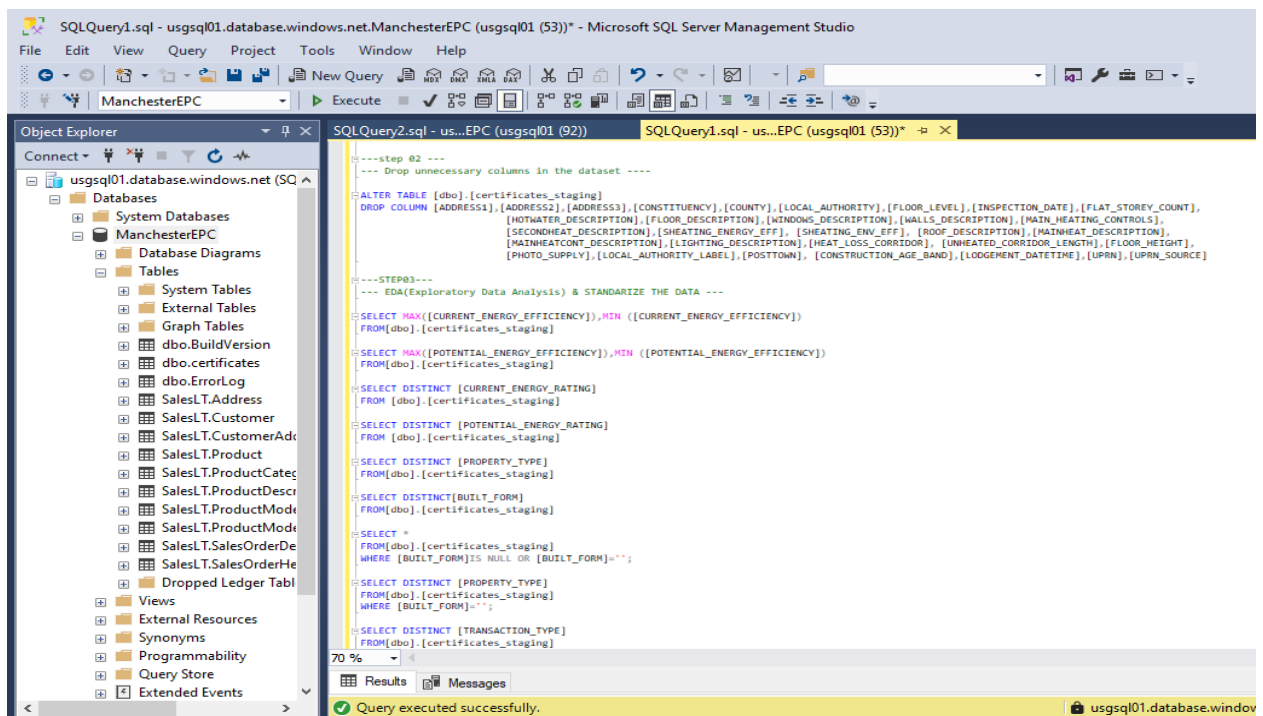 SQLQuery1.sql - usgsql01.database.windows.net.ManchesterEPC (usgsql01 (53))* - Microsoft SQL Server Management Studio
File Edit View Query Project Tools Window Help
New Query MDX DMX XMLA DAX
ManchesterEPC Execute
Object Explorer
Connect
usgsql01.database.windows.net (SQ
Databases
System Databases
ManchesterEPC
Database Diagrams
Tables
System Tables
External Tables
Graph Tables
dbo.BuildVersion
dbo.certificates
dbo.ErrorLog
SalesLT.Address
SalesLT.Customer
SalesLT.CustomerAdd
SalesLT.Product
SalesLT.ProductCateg
SalesLT.ProductDescr
SalesLT.ProductMode
SalesLT.ProductMode
SalesLT.SalesOrderDe
SalesLT.SalesOrderHe
Dropped Ledger Tabl
Views
External Resources
Synonyms
Programmability
Query Store
Extended Events
SQLQuery2.sql - us...EPC (usgsql01 (92)) SQLQuery1.sql - us...EPC (usgsql01 (53))*
---step 02 ---
--- Drop unnecessary columns in the dataset ----
ALTER TABLE [dbo].[certificates_staging]
DROP COLUMN [ADDRESS1],[ADDRESS2],[ADDRESS3],[CONSTITUENCY],[COUNTY],[LOCAL_AUTHORITY],[FLOOR_LEVEL],[INSPECTION_DATE],[FLAT_STOREY_COUNT],
[HOTWATER_DESCRIPTION],[FLOOR_DESCRIPTION],[WINDOWS_DESCRIPTION],[WALLS_DESCRIPTION],[MAIN_HEATING_CONTROLS],
[SECONDHEAT_DESCRIPTION],[SHEATING_ENERGY_EFF], [SHEATING_ENV_EFF], [ROOF_DESCRIPTION],[MAINHEAT_DESCRIPTION],
[MAINHEATCONT_DESCRIPTION],[LIGHTING_DESCRIPTION],[HEAT_LOSS_CORRIDOR], [UNHEATED_CORRIDOR_LENGTH],[FLOOR_HEIGHT],
[PHOTO_SUPPLY],[LOCAL_AUTHORITY_LABEL],[POSTTOWN], [CONSTRUCTION_AGE_BAND],[LODGEMENT_DATETIME],[UPRN],[UPRN_SOURCE]
---STEP03---
--- EDA(Exploratory Data Analysis) & STANDARIZE THE DATA ---
SELECT MAX([CURRENT_ENERGY_EFFICIENCY]),MIN ([CURRENT_ENERGY_EFFICIENCY])
FROM[dbo].[certificates_staging]
SELECT MAX([POTENTIAL_ENERGY_EFFICIENCY]),MIN ([POTENTIAL_ENERGY_EFFICIENCY])
FROM[dbo].[certificates_staging]
SELECT DISTINCT [CURRENT_ENERGY_RATING]
FROM [dbo].[certificates_staging]
SELECT DISTINCT [POTENTIAL_ENERGY_RATING]
FROM [dbo].[certificates_staging]
SELECT DISTINCT [PROPERTY_TYPE]
FROM[dbo].[certificates_staging]
SELECT DISTINCT[BUILT_FORM]
FROM[dbo].[certificates_staging]
SELECT *
FROM[dbo].[certificates_staging]
WHERE [BUILT_FORM]IS NULL OR [BUILT_FORM]='';
SELECT DISTINCT [PROPERTY_TYPE]
FROM[dbo].[certificates_staging]
WHERE [BUILT_FORM]='';
SELECT DISTINCT [TRANSACTION_TYPE]
FROM[dbo].[certificates_staging]
70 %
Results Messages
Query executed successfully. usgsql01.database.window